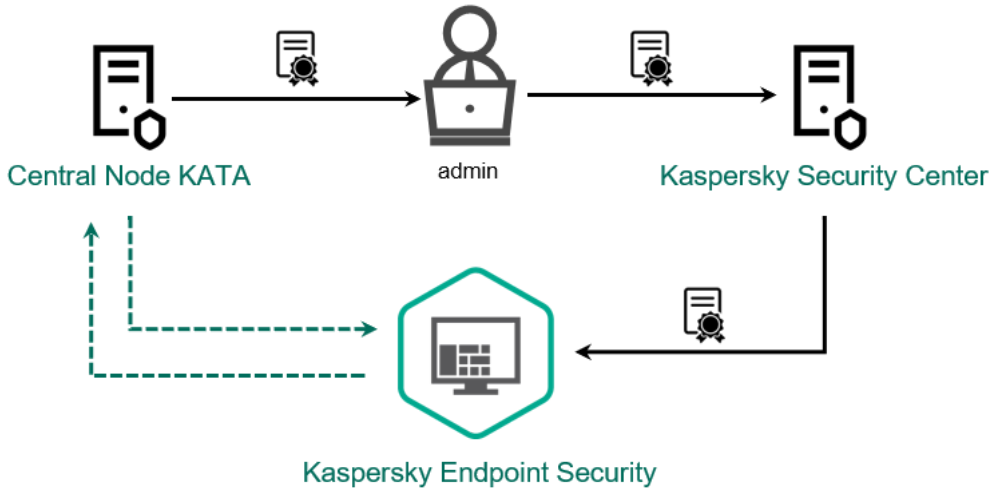 admin
Central Node KATA
Kaspersky Security Center
Kaspersky Endpoint Security